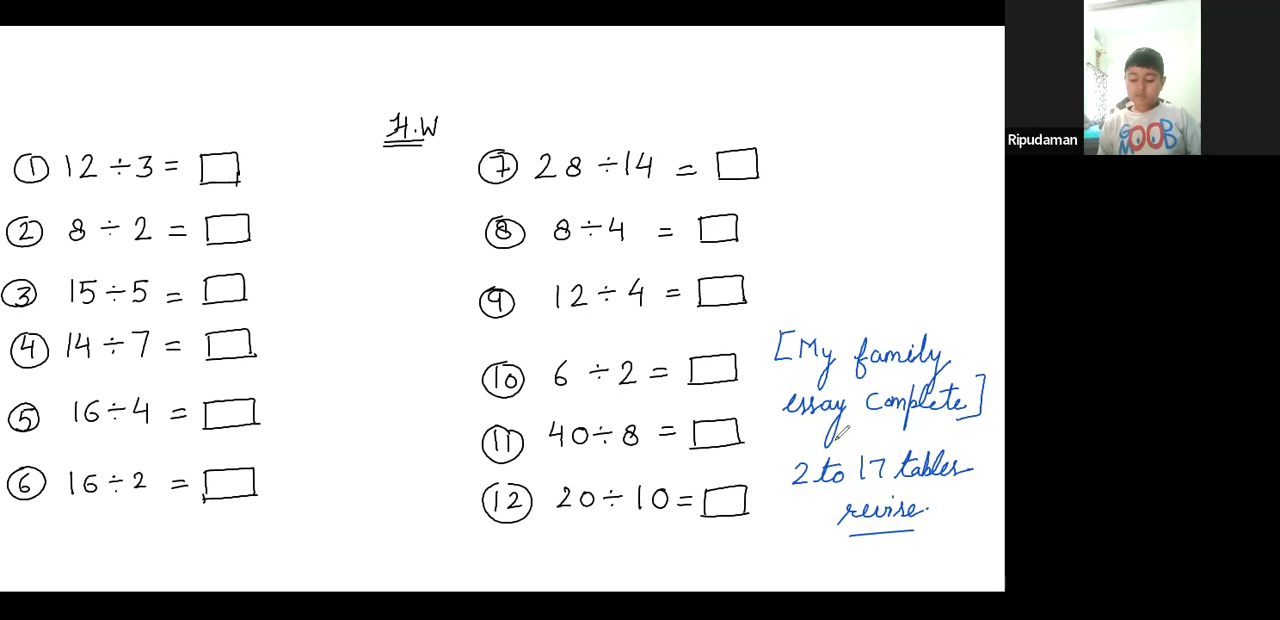 H.W
① 12 ÷ 3 = □
② 8 ÷ 2 = □
③ 15 ÷ 5 = □
④ 14 ÷ 7 = □
⑤ 16 ÷ 4 = □
⑥ 16 ÷ 2 = □
⑦ 28 ÷ 14 = □
⑧ 8 ÷ 4 = □
⑨ 12 ÷ 4 = □
⑩ 6 ÷ 2 = □
⑪ 40 ÷ 8 = □
⑫ 20 ÷ 10 = □
[My family
essay complete]
2 to 17 tables
revise.
Ripudaman